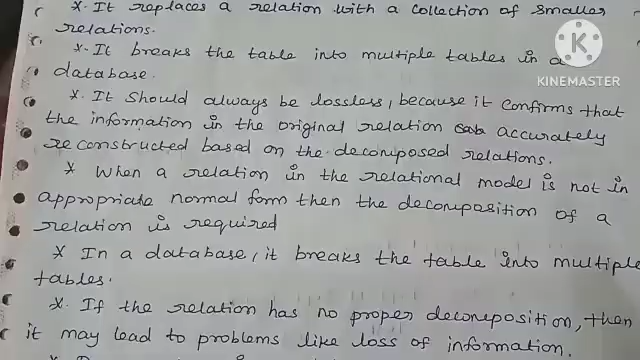 *. It replaces a relation with a collection of smaller
relations.
*. It breaks the table into multiple tables in a
database.
*. It should always be lossless, because it confirms that
the information in the original relation accurately
reconstructed based on the decomposed relations.
* When a relation in the relational model is not in
appropriate normal form then the decomposition of a
relation is required
* In a database, it breaks the table into multiple
tables.
*. If the relation has no proper decomposition, then
it may lead to problems like loss of information.
KINEMASTER